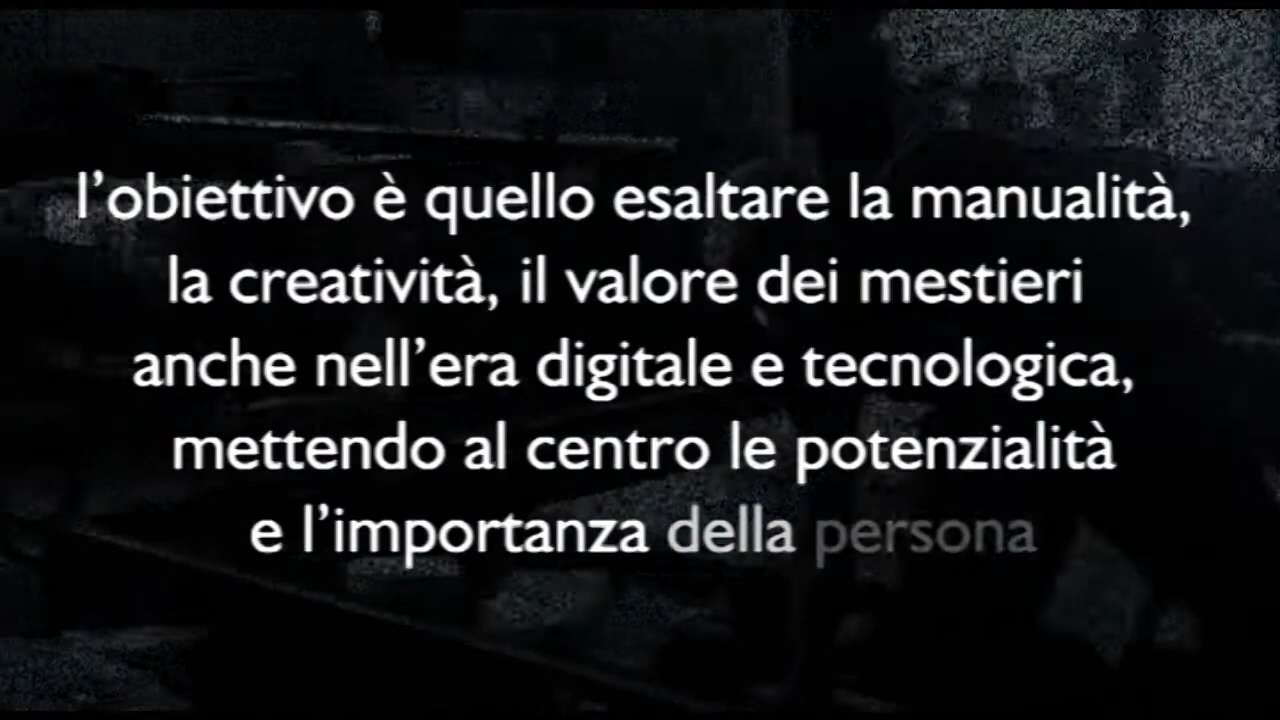 l’obiettivo è quello esaltare la manualità,
la creatività, il valore dei mestieri
anche nell’era digitale e tecnologica,
mettendo al centro le potenzialità
e l’importanza della persona